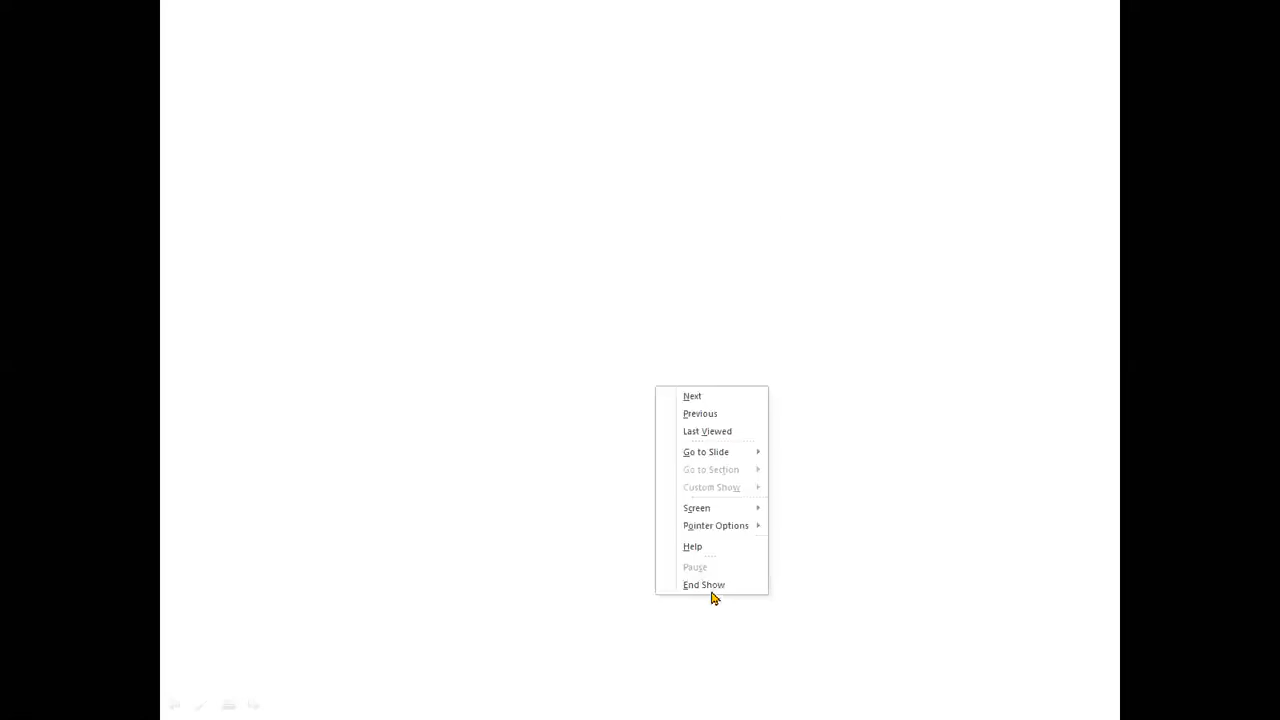 Next
Previous
Last Viewed
Go to Slide
Go to Section
Custom Show
Screen
Pointer Options
Help
Pause
End Show